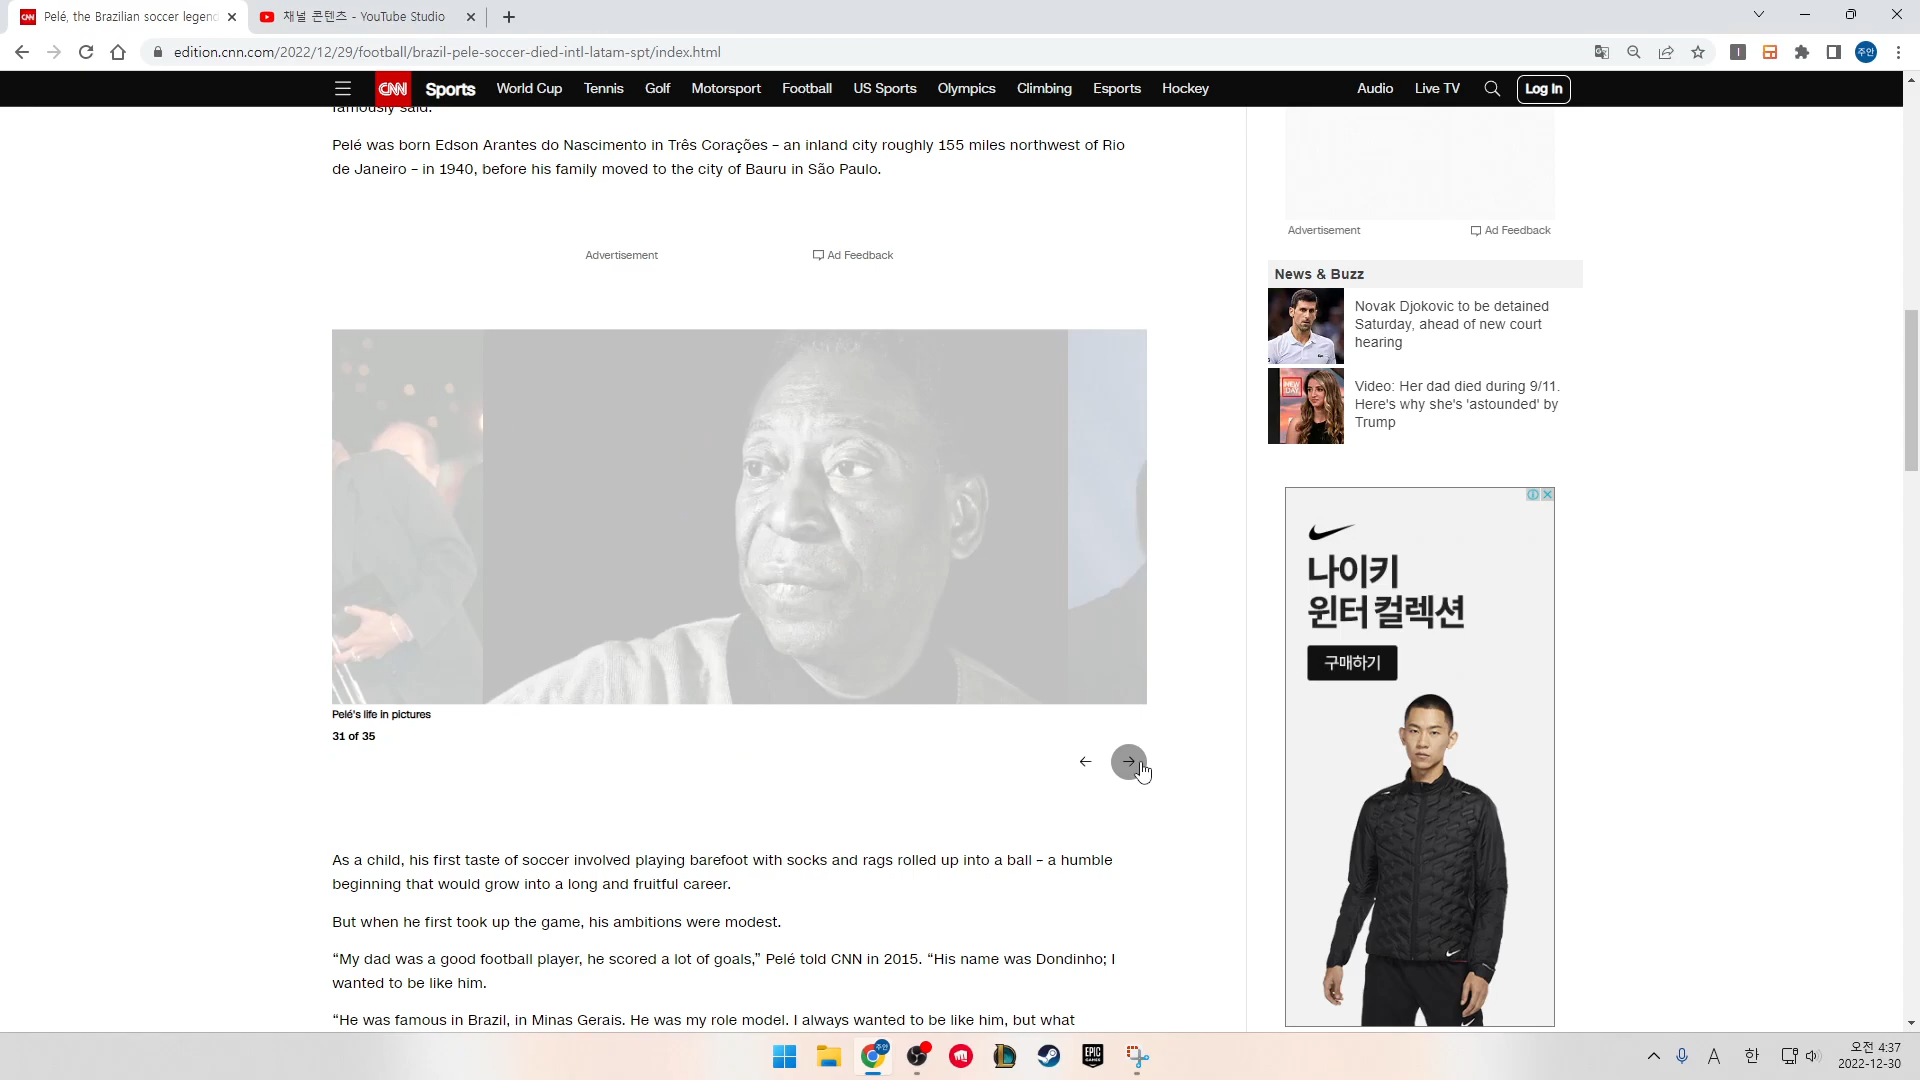 Pelé, the Brazilian soccer legend
채널 콘텐츠 - YouTube Studio
edition.cnn.com/2022/12/29/football/brazil-pele-soccer-died-intl-latam-spt/index.html
주안
CNN Sports World Cup Tennis Golf Motorsport Football US Sports Olympics Climbing Esports Hockey Audio Live TV Log In
famously said.
Pelé was born Edson Arantes do Nascimento in Três Corações – an inland city roughly 155 miles northwest of Rio
de Janeiro – in 1940, before his family moved to the city of Bauru in São Paulo.
Advertisement
Ad Feedback
Pelé's life in pictures
31 of 35
As a child, his first taste of soccer involved playing barefoot with socks and rags rolled up into a ball – a humble
beginning that would grow into a long and fruitful career.
But when he first took up the game, his ambitions were modest.
“My dad was a good football player, he scored a lot of goals,” Pelé told CNN in 2015. “His name was Dondinho; I
wanted to be like him.
“He was famous in Brazil, in Minas Gerais. He was my role model. I always wanted to be like him, but what
Advertisement
Ad Feedback
News & Buzz
Novak Djokovic to be detained
Saturday, ahead of new court
hearing
NEW DAY
Video: Her dad died during 9/11.
Here's why she's 'astounded' by
Trump
나이키
윈터 컬렉션
구매하기
주안
EPIC GAMES
A
한
오전 4:37
2022-12-30